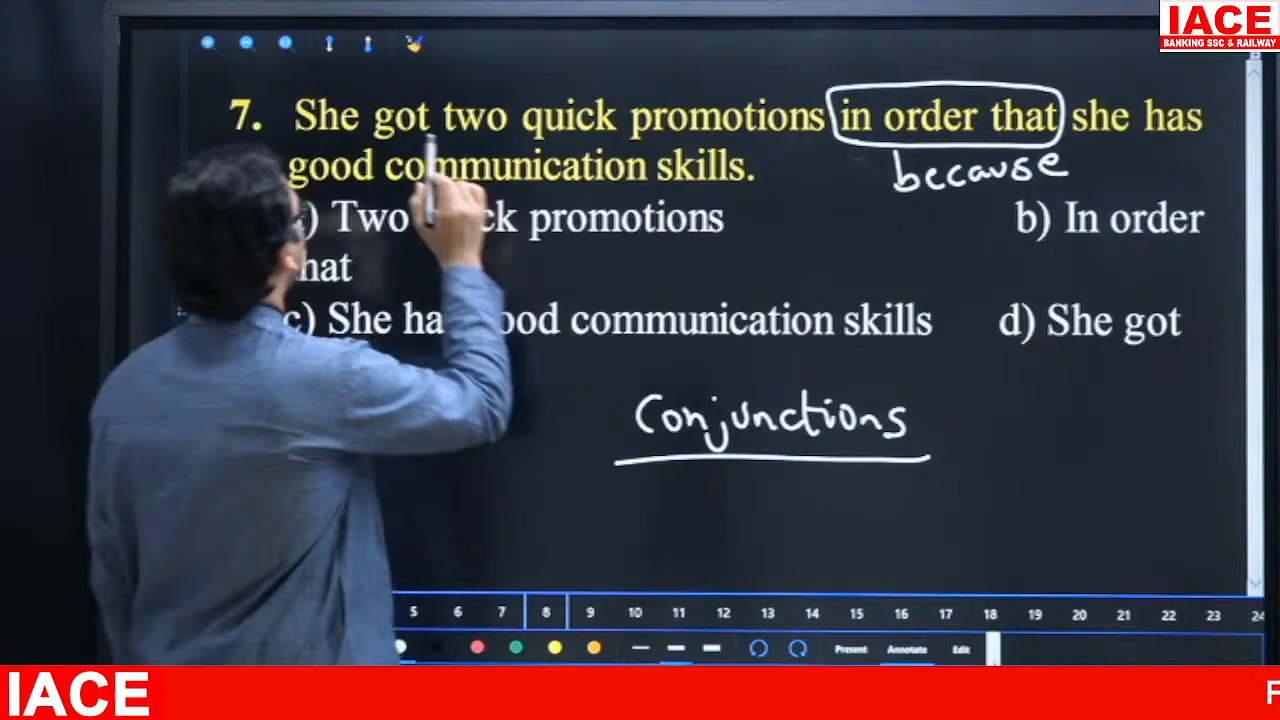 IACE
BANKING SSC & RAILWAY
7. She got two quick promotions in order that she has
because
good communication skills.
) Two ck promotions b) In order
hat
c) She ha ood communication skills d) She got
Conjunctions
5 6 7 8 9 10 11 12 13 14 15 16 17 18 19 20 21 22 23 24
Present Annotate Edit
IACE